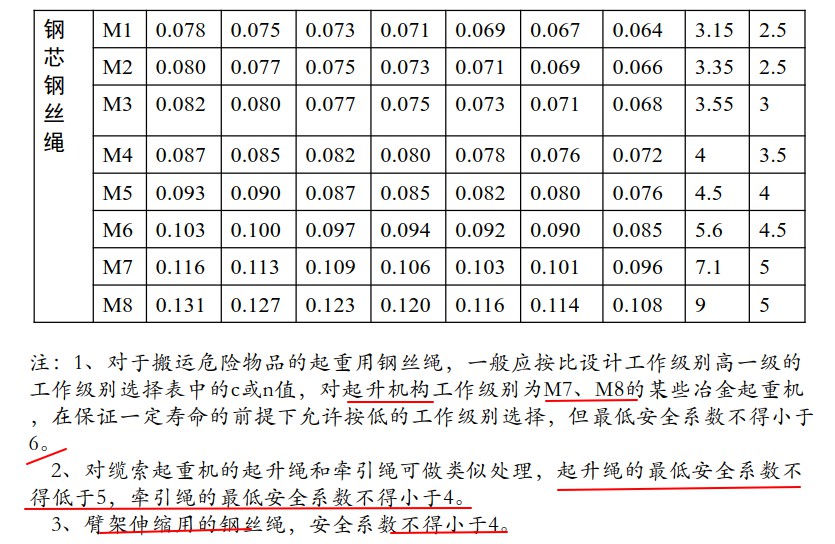 钢芯钢丝绳
M1 0.078 0.075 0.073 0.071 0.069 0.067 0.064 3.15 2.5
M2 0.080 0.077 0.075 0.073 0.071 0.069 0.066 3.35 2.5
M3 0.082 0.080 0.077 0.075 0.073 0.071 0.068 3.55 3
M4 0.087 0.085 0.082 0.080 0.078 0.076 0.072 4 3.5
M5 0.093 0.090 0.087 0.085 0.082 0.080 0.076 4.5 4
M6 0.103 0.100 0.097 0.094 0.092 0.090 0.085 5.6 4.5
M7 0.116 0.113 0.109 0.106 0.103 0.101 0.096 7.1 5
M8 0.131 0.127 0.123 0.120 0.116 0.114 0.108 9 5
注：1、对于搬运危险物品的起重用钢丝绳，一般应按比设计工作级别高一级的
工作级别选择表中的c或n值，对起升机构工作级别为M7、M8的某些冶金起重机
，在保证一定寿命的前提下允许按低的工作级别选择，但最低安全系数不得小于
6。
2、对缆索起重机的起升绳和牵引绳可做类似处理，起升绳的最低安全系数不
得低于5，牵引绳的最低安全系数不得小于4。
3、臂架伸缩用的钢丝绳，安全系数不得小于4。